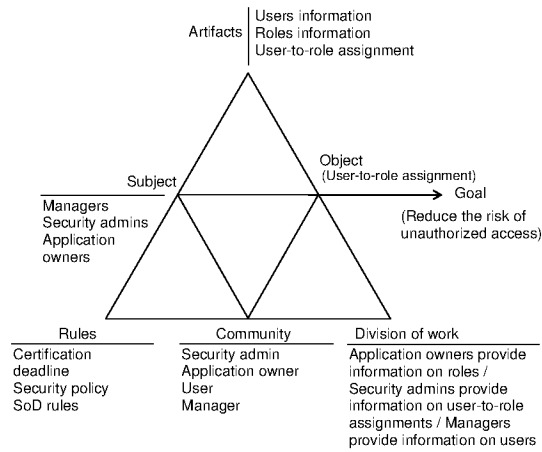 Artifacts
Users information
Roles information
User-to-role assignment
Subject
Managers
Security admins
Application
owners
Object
(User-to-role assignment)
Goal
(Reduce the risk of
unauthorized access)
Rules
Certification
deadline
Security policy
SoD rules
Community
Security admin
Application owner
User
Manager
Division of work
Application owners provide
information on roles /
Security admins provide
information on user-to-role
assignments / Managers
provide information on users